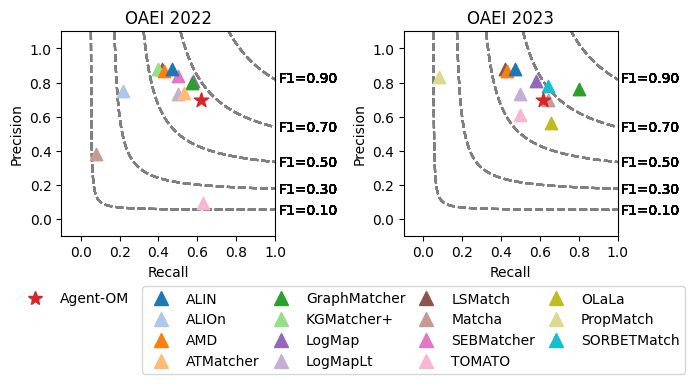 OAEI 2022
OAEI 2023
1.0
0.8
0.6
0.4
0.2
0.0
Precision
0.0 0.2 0.4 0.6 0.8 1.0
Recall
F1=0.90
F1=0.70
F1=0.50
F1=0.30
F1=0.10
1.0
0.8
0.6
0.4
0.2
0.0
Precision
0.0 0.2 0.4 0.6 0.8 1.0
Recall
F1=0.90
F1=0.70
F1=0.50
F1=0.30
F1=0.10
Agent-OM
ALIN
ALIOn
AMD
ATMatcher
GraphMatcher
KGMatcher+
LogMap
LogMapLt
LSMatch
Matcha
SEBMatcher
TOMATO
OLaLa
PropMatch
SORBETMatch